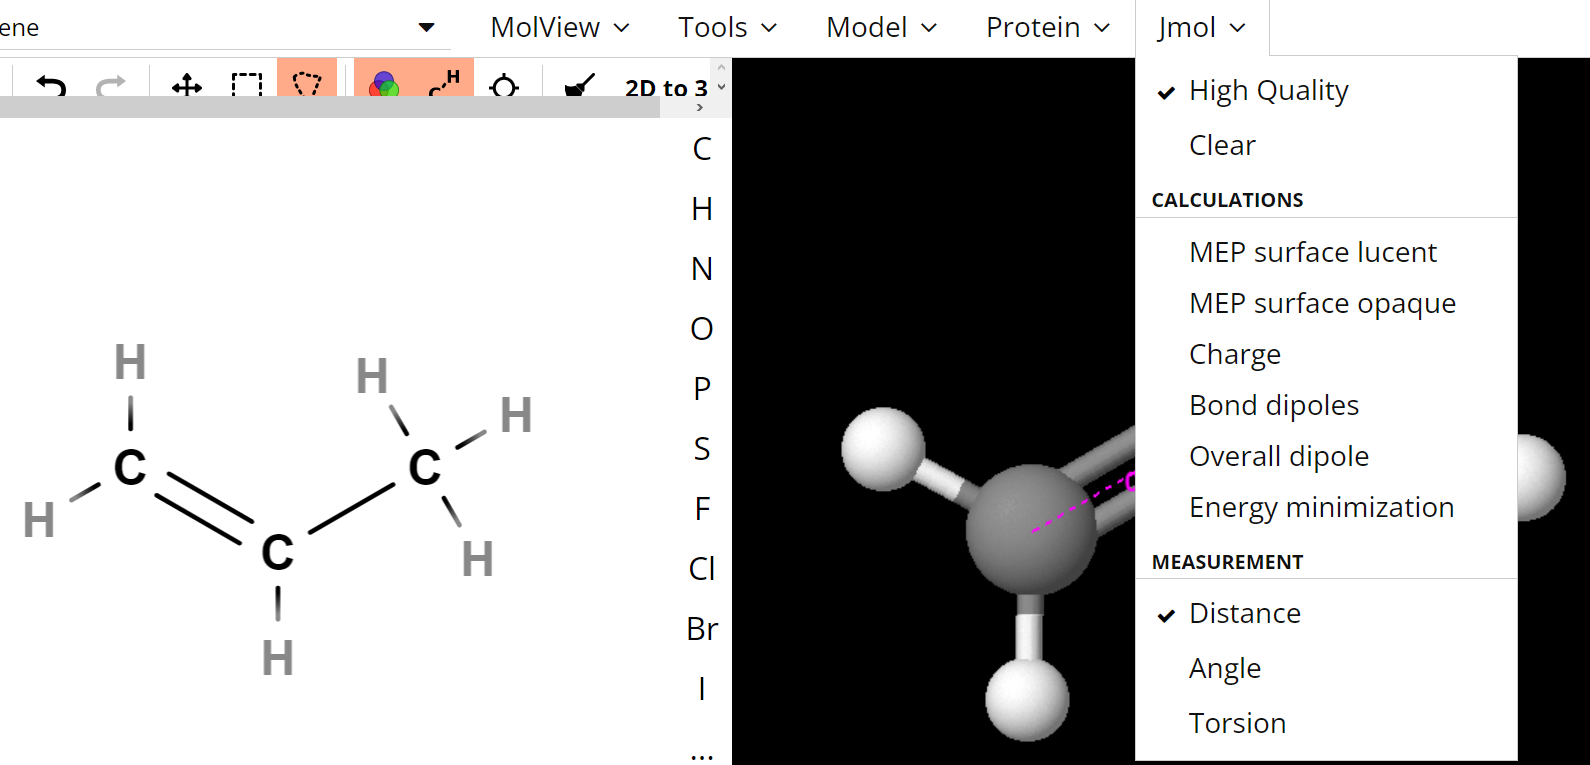 ene
MolView Tools Model Protein Jmol
H
2D to 3
High Quality
Clear
CALCULATIONS
MEP surface lucent
MEP surface opaque
Charge
Bond dipoles
Overall dipole
Energy minimization
MEASUREMENT
Distance
Angle
Torsion
C
H
N
O
P
S
F
Cl
Br
I
...
H
H
H
C
C
H
H
C
H